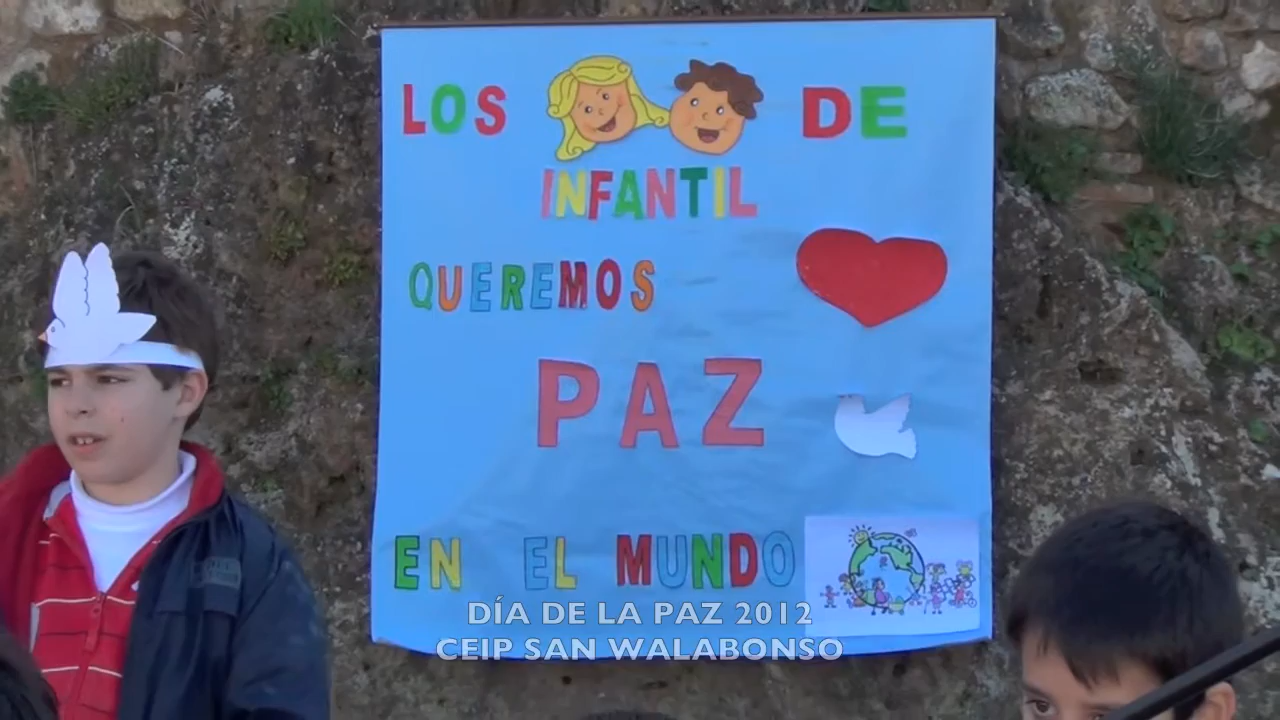 LOS DE
INFANTIL
QUEREMOS
PAZ
EN EL MUNDO
DÍA DE LA PAZ 2012
CEIP SAN WALABONSO